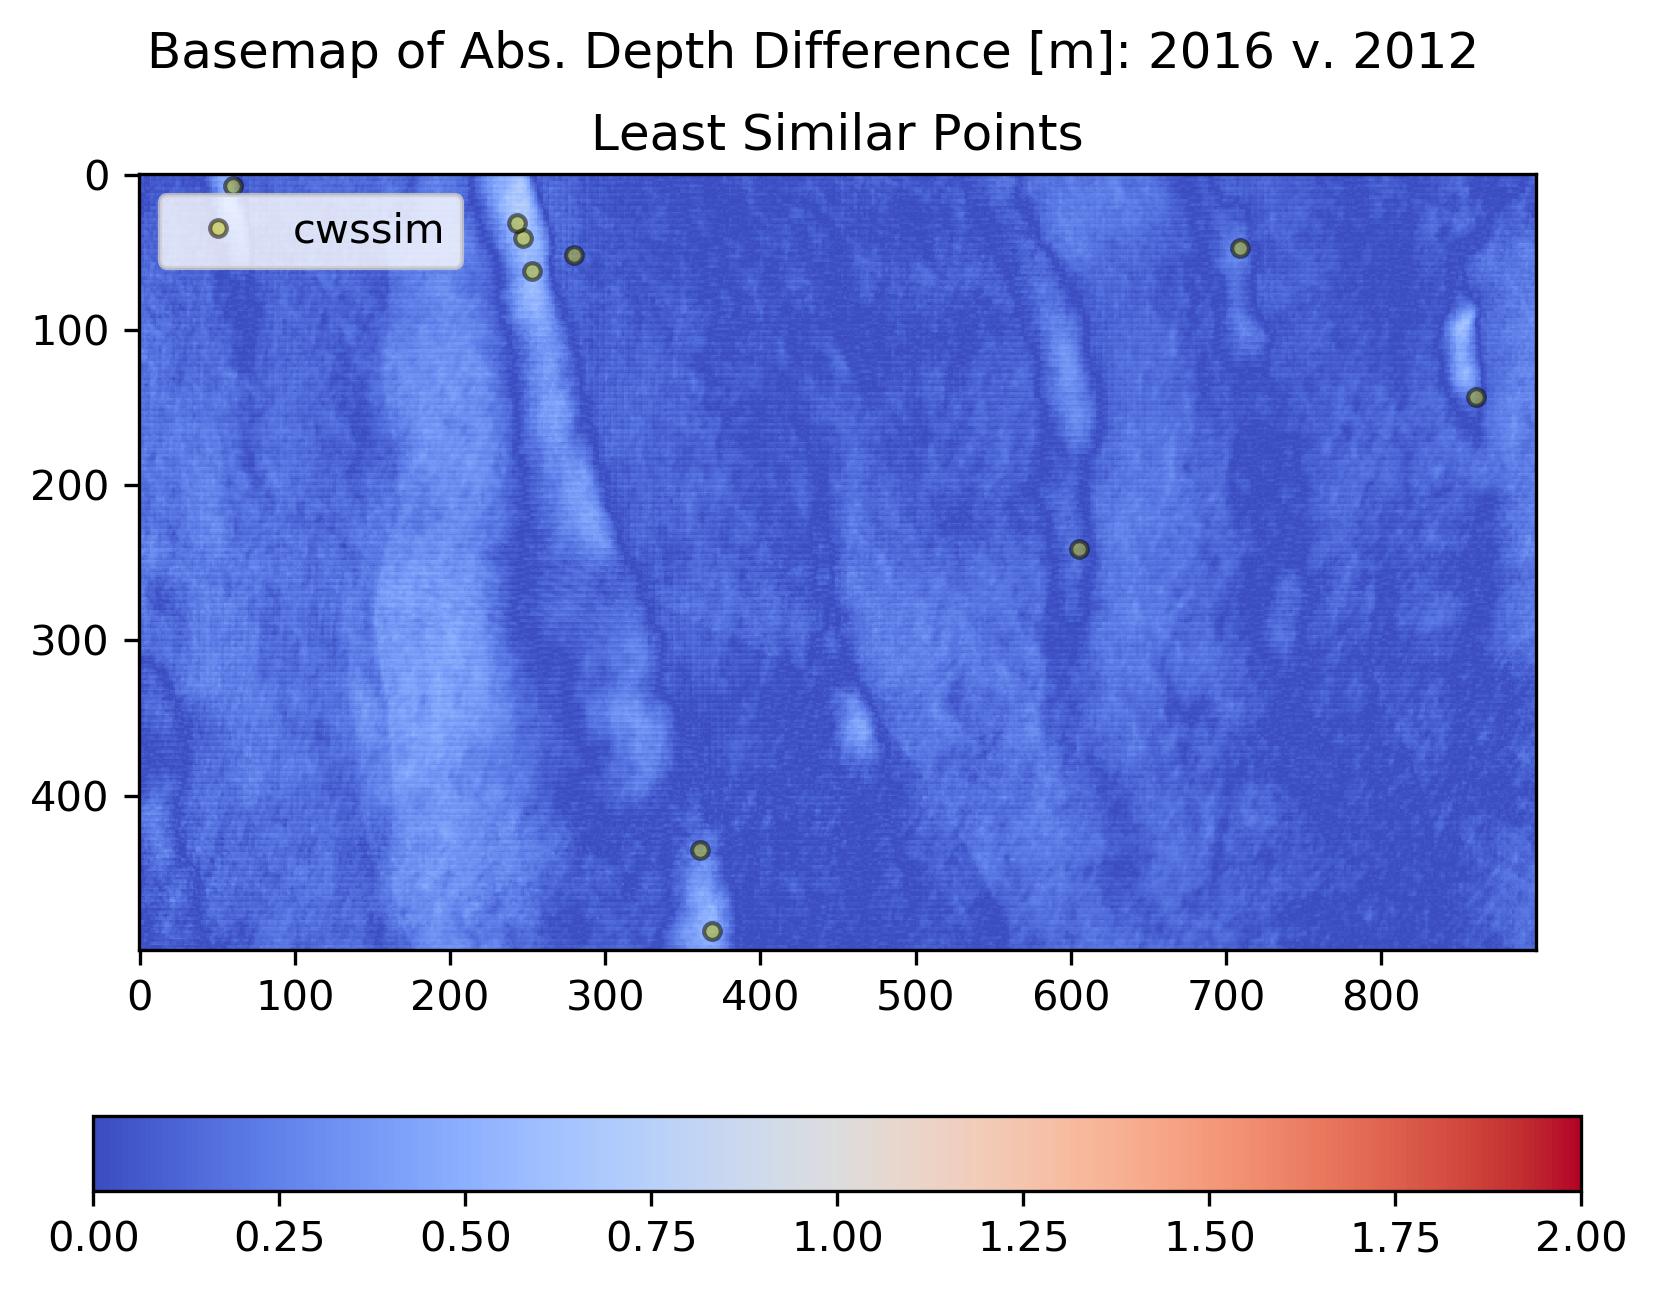 Basemap of Abs. Depth Difference [m]: 2016 v. 2012
Least Similar Points
cwssim
0
100
200
300
400
0 100 200 300 400 500 600 700 800
0.00 0.25 0.50 0.75 1.00 1.25 1.50 1.75 2.00